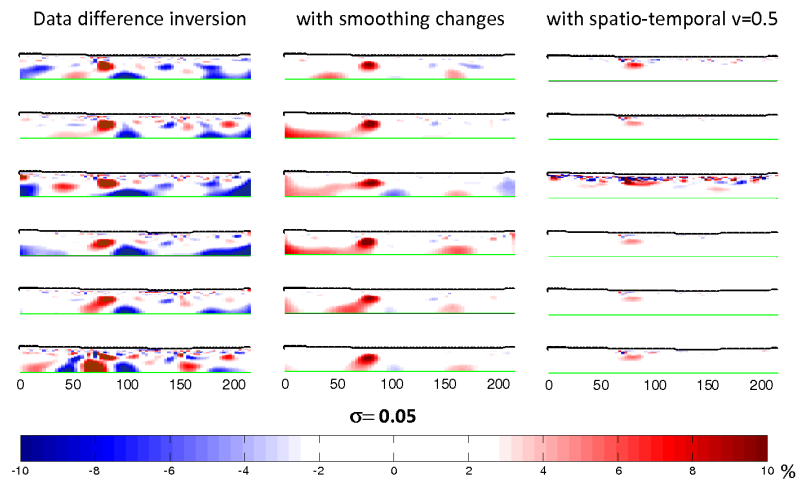 Data difference inversion with smoothing changes with spatio-temporal v=0.5
0 50 100 150 200 0 50 100 150 200 0 50 100 150 200
σ= 0.05
-10 -8 -6 -4 -2 0 2 4 6 8 10 %